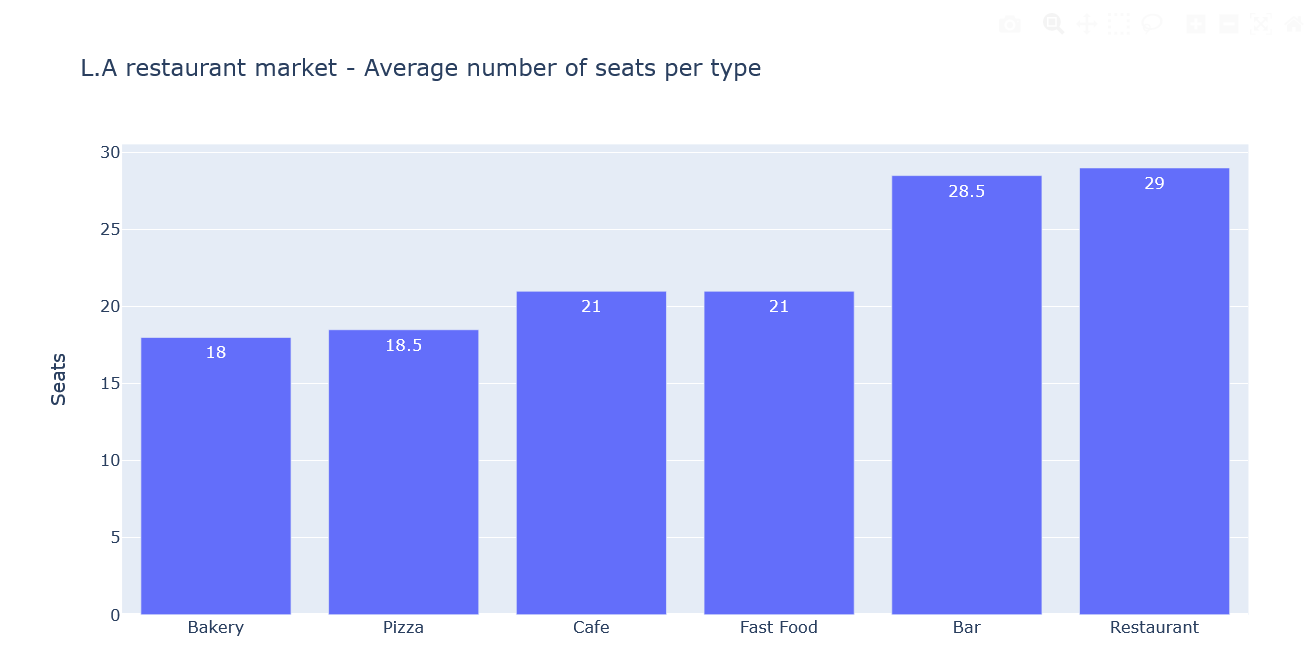 L.A restaurant market - Average number of seats per type
30
25
20
15
10
5
0
Seats
18
18.5
21
21
28.5
29
Bakery
Pizza
Cafe
Fast Food
Bar
Restaurant